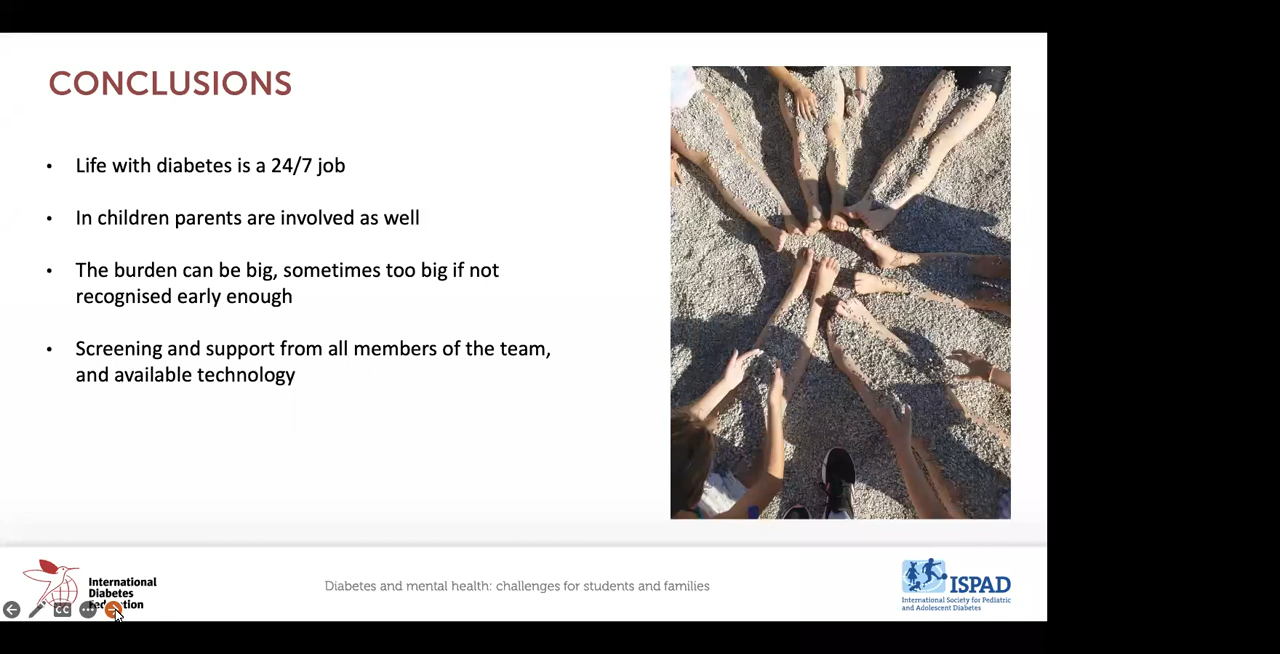 CONCLUSIONS
• Life with diabetes is a 24/7 job
• In children parents are involved as well
• The burden can be big, sometimes too big if not
recognised early enough
• Screening and support from all members of the team,
and available technology
International
Diabetes
Federation
CC
Diabetes and mental health: challenges for students and families
ISPAD
International Society for Pediatric
and Adolescent Diabetes